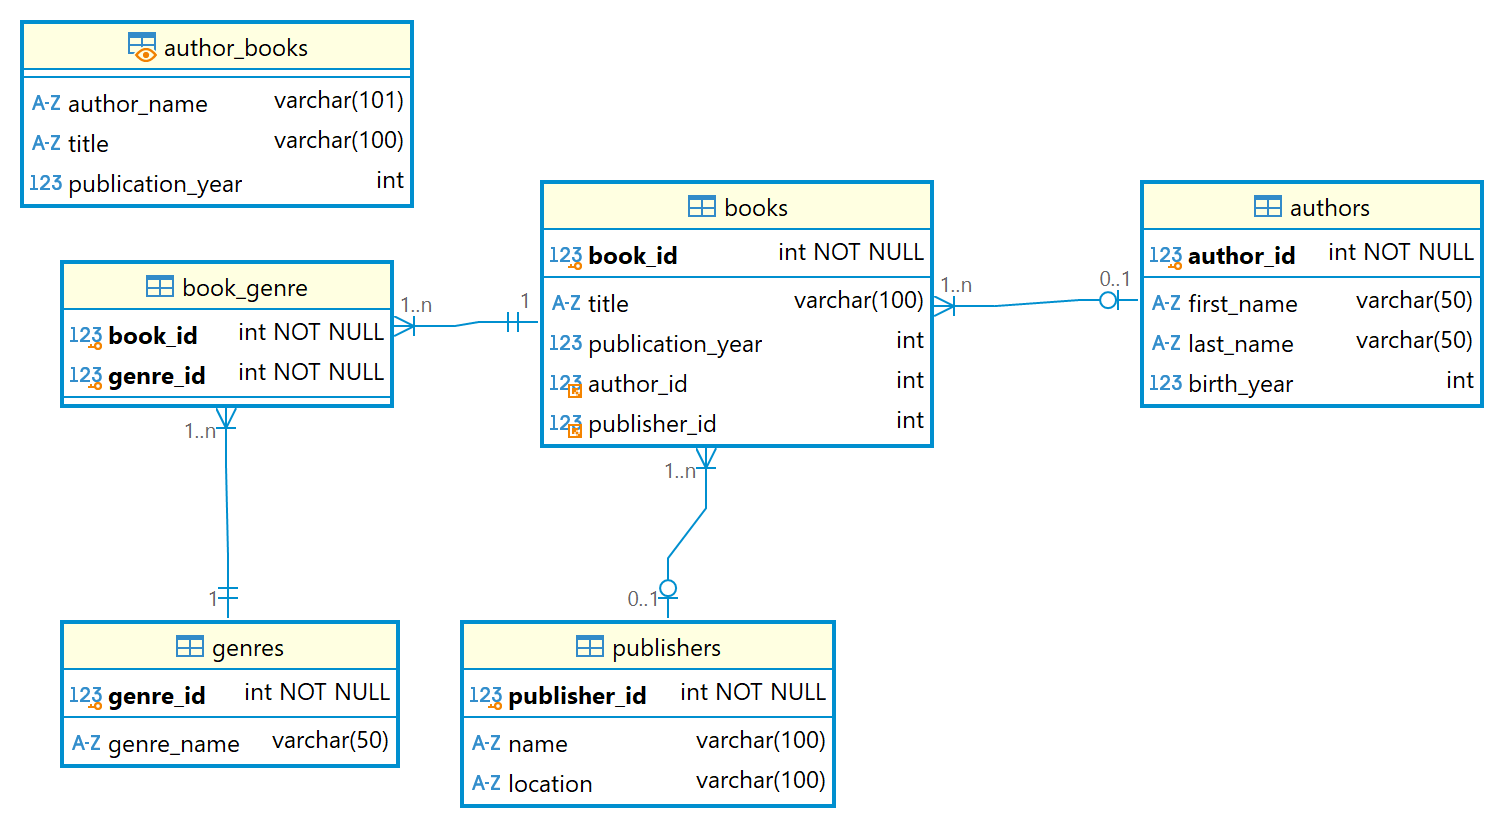 author_books
A-Z author_name varchar(101)
A-Z title varchar(100)
123 publication_year int
books
123 book_id int NOT NULL
A-Z title varchar(100)
123 publication_year int
123 author_id int
123 publisher_id int
authors
123 author_id int NOT NULL
A-Z first_name varchar(50)
A-Z last_name varchar(50)
123 birth_year int
book_genre
123 book_id int NOT NULL
123 genre_id int NOT NULL
1..n
1
1..n
0..1
1..n
1
1..n
0..1
genres
123 genre_id int NOT NULL
A-Z genre_name varchar(50)
publishers
123 publisher_id int NOT NULL
A-Z name varchar(100)
A-Z location varchar(100)